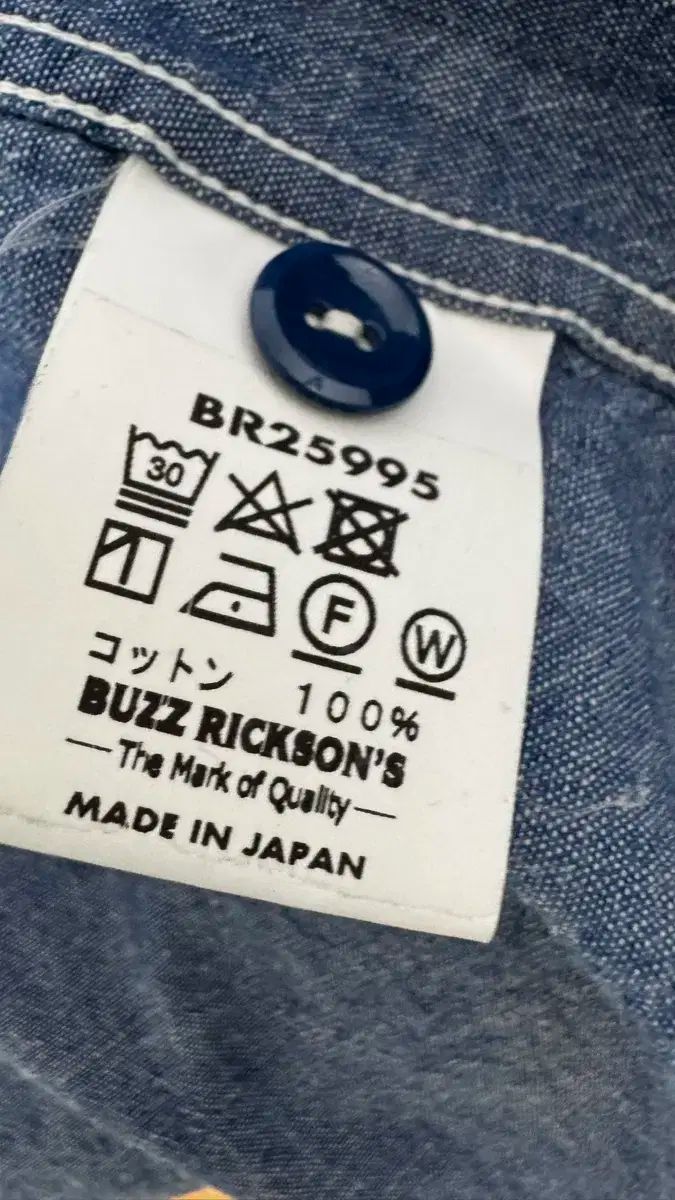 BR25995
30
F W
コットン 100%
BUZZ RICKSON'S
—The Mark of Quality—
MADE IN JAPAN